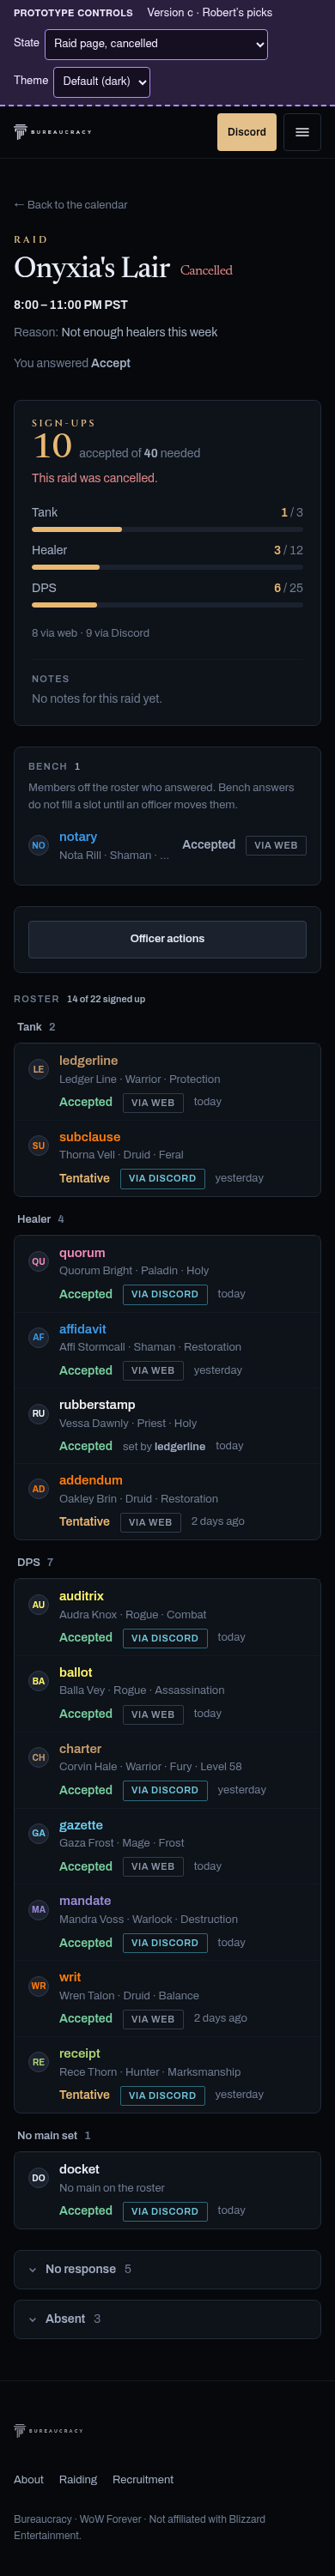 PROTOTYPE CONTROLS Version c · Robert's picks
State Raid page, cancelled
Theme Default (dark)
BUREAUCRACY Discord
← Back to the calendar
RAID
Onyxia's Lair Cancelled
8:00 – 11:00 PM PST
Reason: Not enough healers this week
You answered Accept
SIGN-UPS
10 accepted of 40 needed
This raid was cancelled.
Tank 1 / 3
Healer 3 / 12
DPS 6 / 25
8 via web · 9 via Discord
NOTES
No notes for this raid yet.
BENCH 1
Members off the roster who answered. Bench answers
do not fill a slot until an officer moves them.
NO notary Accepted VIA WEB
Nota Rill · Shaman · ...
Officer actions
ROSTER 14 of 22 signed up
Tank 2
LE ledgerline
Ledger Line · Warrior · Protection
Accepted VIA WEB today
SU subclause
Thorna Vell · Druid · Feral
Tentative VIA DISCORD yesterday
Healer 4
QU quorum
Quorum Bright · Paladin · Holy
Accepted VIA DISCORD today
AF affidavit
Affi Stormcall · Shaman · Restoration
Accepted VIA WEB yesterday
RU rubberstamp
Vessa Dawnly · Priest · Holy
Accepted set by ledgerline today
AD addendum
Oakley Brin · Druid · Restoration
Tentative VIA WEB 2 days ago
DPS 7
AU auditrix
Audra Knox · Rogue · Combat
Accepted VIA DISCORD today
BA ballot
Balla Vey · Rogue · Assassination
Accepted VIA WEB today
CH charter
Corvin Hale · Warrior · Fury · Level 58
Accepted VIA DISCORD yesterday
GA gazette
Gaza Frost · Mage · Frost
Accepted VIA WEB today
MA mandate
Mandra Voss · Warlock · Destruction
Accepted VIA DISCORD today
WR writ
Wren Talon · Druid · Balance
Accepted VIA WEB 2 days ago
RE receipt
Rece Thorn · Hunter · Marksmanship
Tentative VIA DISCORD yesterday
No main set 1
DO docket
No main on the roster
Accepted VIA DISCORD today
No response 5
Absent 3
BUREAUCRACY
About Raiding Recruitment
Bureaucracy · WoW Forever · Not affiliated with Blizzard
Entertainment.